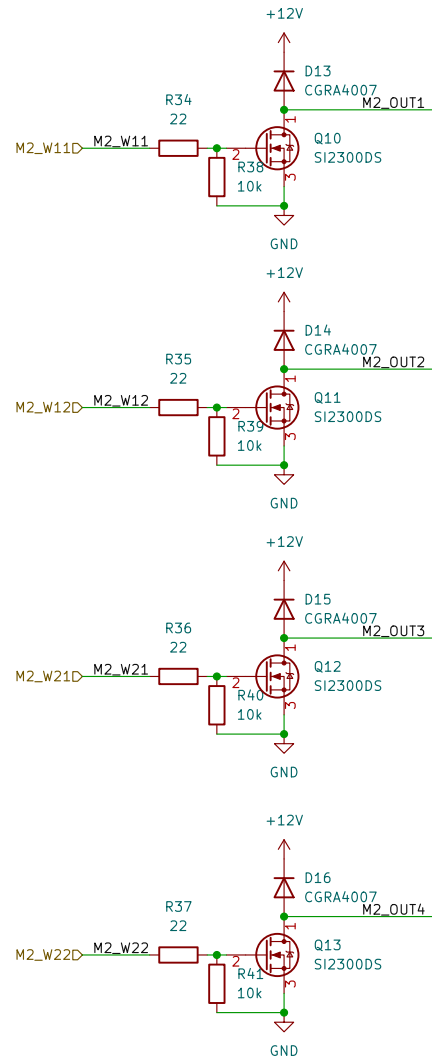 +12V
D13
CGRA4007
M2_OUT1
R34
22
1
Q10
SI2300DS
M2_W11
M2_W11
2
R38
10k
3
GND
+12V
D14
CGRA4007
M2_OUT2
R35
22
1
Q11
SI2300DS
M2_W12
M2_W12
2
R39
10k
3
GND
+12V
D15
CGRA4007
M2_OUT3
R36
22
1
Q12
SI2300DS
M2_W21
M2_W21
2
R40
10k
3
GND
+12V
D16
CGRA4007
M2_OUT4
R37
22
1
Q13
SI2300DS
M2_W22
M2_W22
2
R41
10k
3
GND